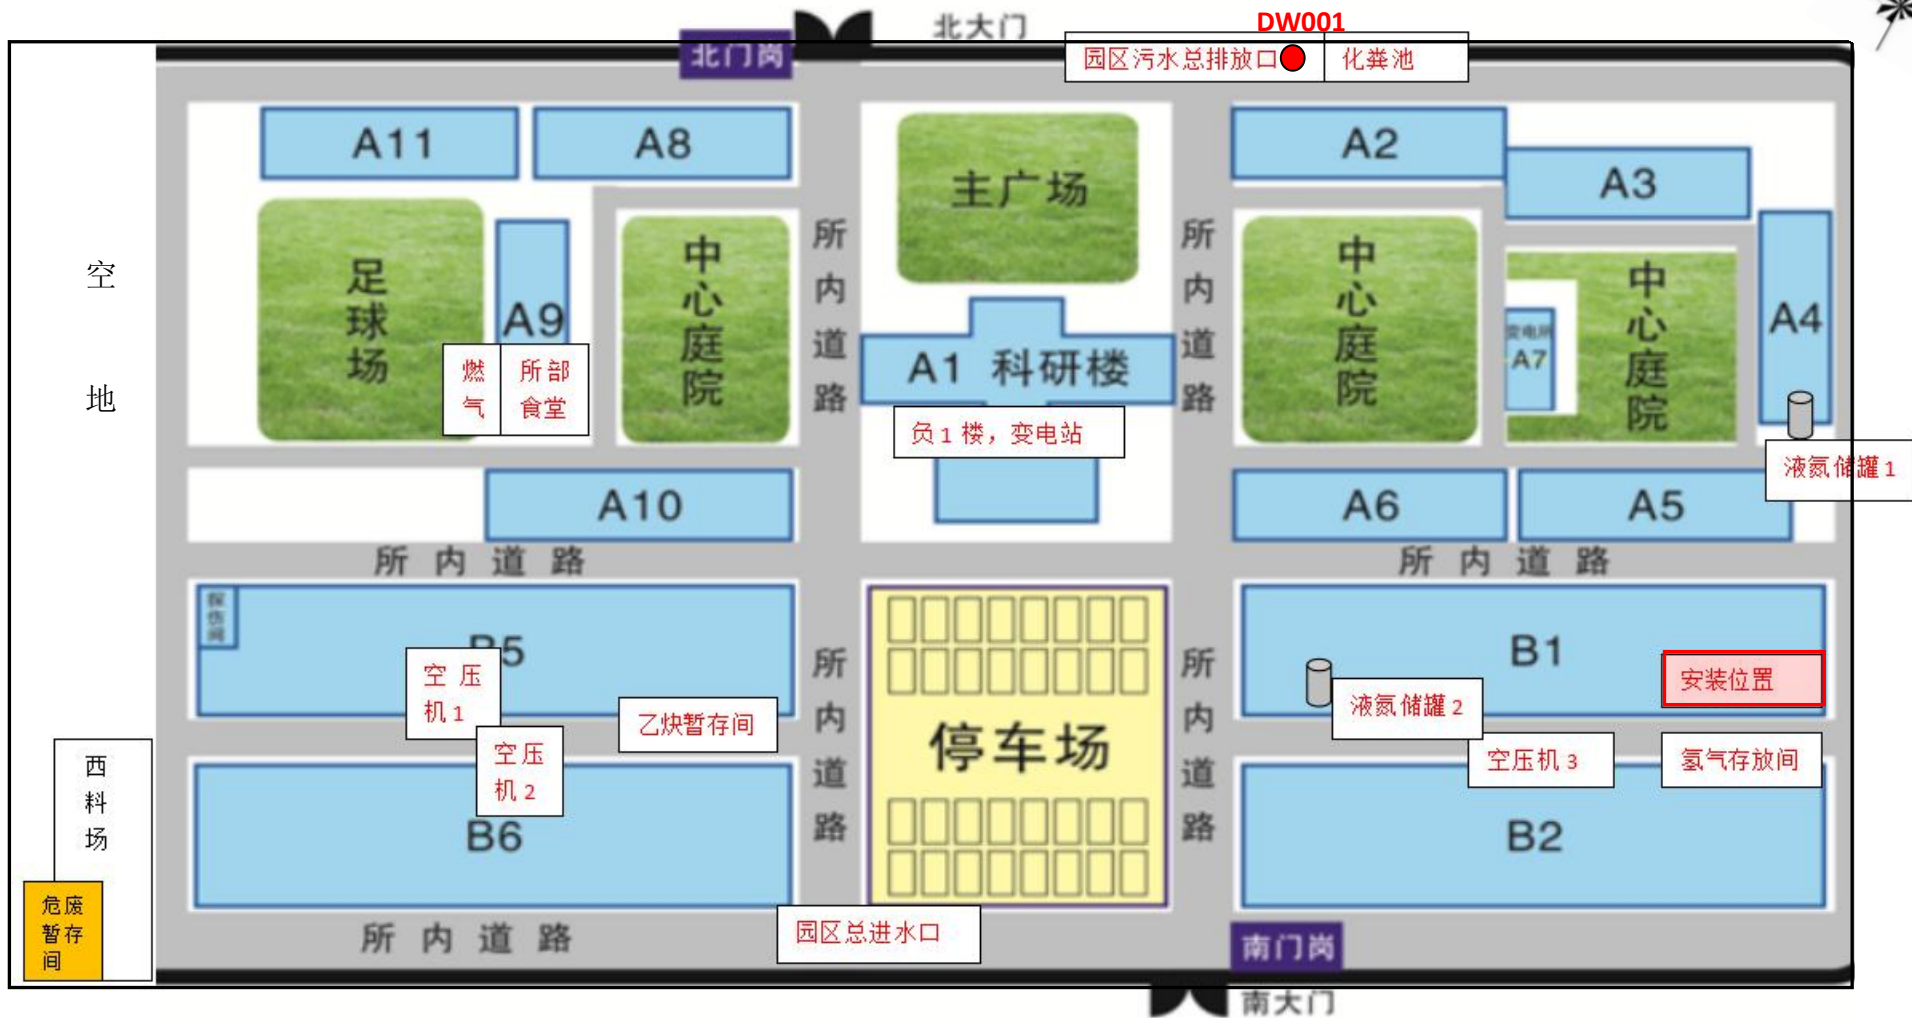 DW001
北大门
北门岗
园区污水总排放口
化粪池
A11
A8
A2
A3
主广场
足球场
A9
中心庭院
所内道路
所内道路
中心庭院
变电所
A7
中心庭院
A4
空地
燃气
所部
食堂
A1 科研楼
负1楼，变电站
液氮储罐1
A10
A6
A5
所内道路
所内道路
探伤间
B5
空压
机1
乙炔暂存间
空压
机2
B6
所内道路
停车场
所内道路
B1
安装位置
液氮储罐2
空压机3
氢气存放间
B2
西料场
危废
暂存
间
所内道路
园区总进水口
南门岗
南大门